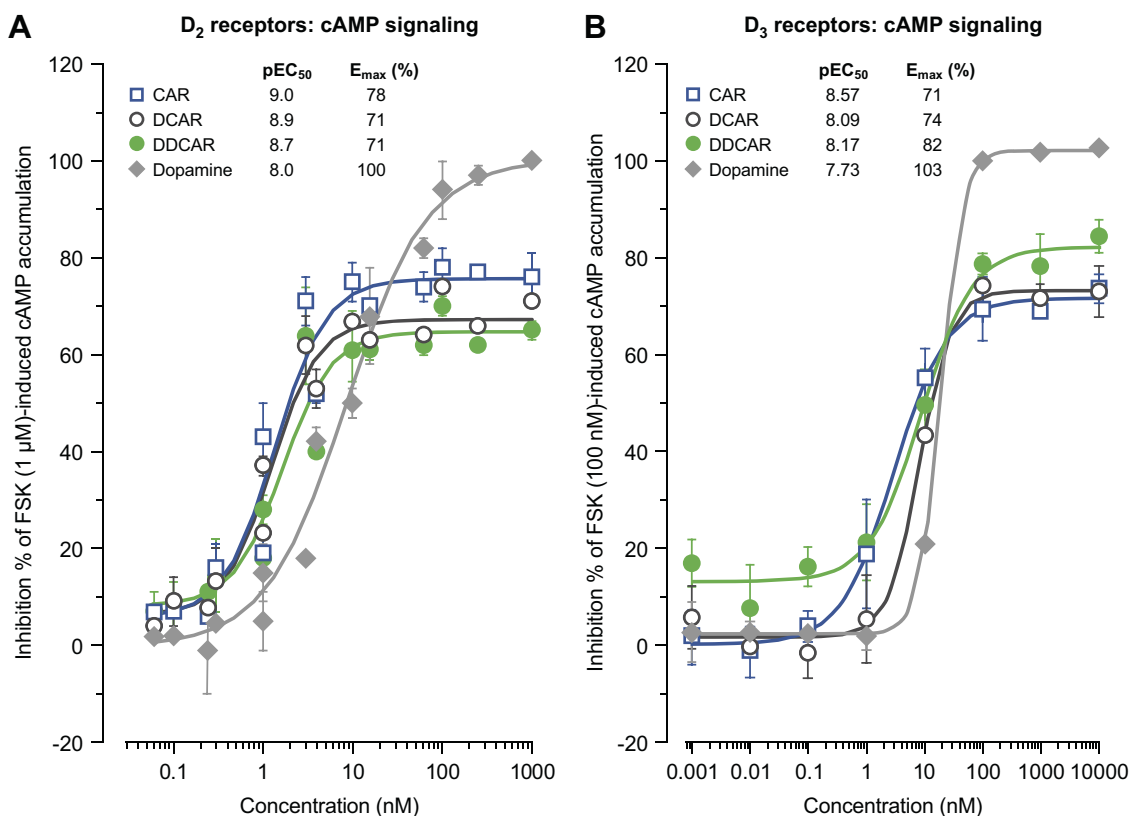 A
D2 receptors: cAMP signaling
pEC50 Emax (%)
CAR 9.0 78
DCAR 8.9 71
DDCAR 8.7 71
Dopamine 8.0 100
Inhibition % of FSK (1 µM)-induced cAMP accumulation
120
100
80
60
40
20
0
-20
0.1 1 10 100 1000
Concentration (nM)
B
D3 receptors: cAMP signaling
pEC50 Emax (%)
CAR 8.57 71
DCAR 8.09 74
DDCAR 8.17 82
Dopamine 7.73 103
Inhibition % of FSK (100 nM)-induced cAMP accumulation
120
100
80
60
40
20
0
-20
0.001 0.01 0.1 1 10 100 1000 10000
Concentration (nM)